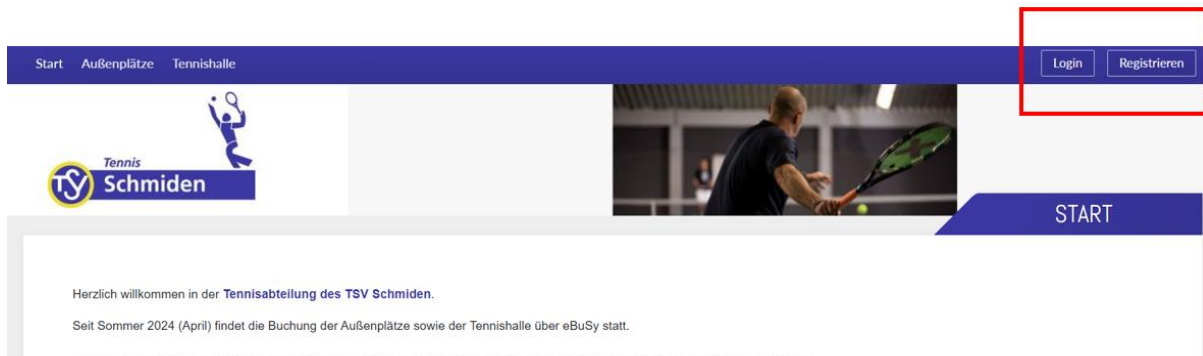 Start Außenplätze Tennishalle Login Registrieren
Tennis
TSV Schmiden
START
Herzlich willkommen in der Tennisabteilung des TSV Schmiden.
Seit Sommer 2024 (April) findet die Buchung der Außenplätze sowie der Tennishalle über eBuSy statt.